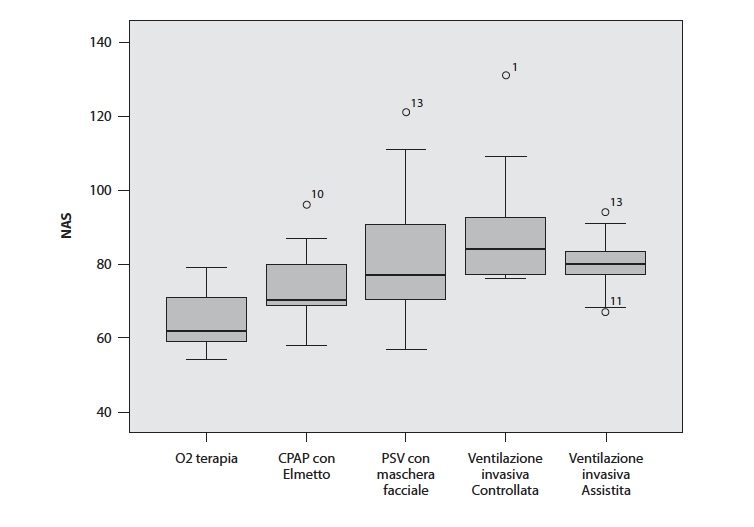 140
120
100
80
60
40
NAS
10
13
1
13
11
O2 terapia
CPAP con
Elmetto
PSV con
maschera
facciale
Ventilazione
invasiva
Controllata
Ventilazione
invasiva
Assistita